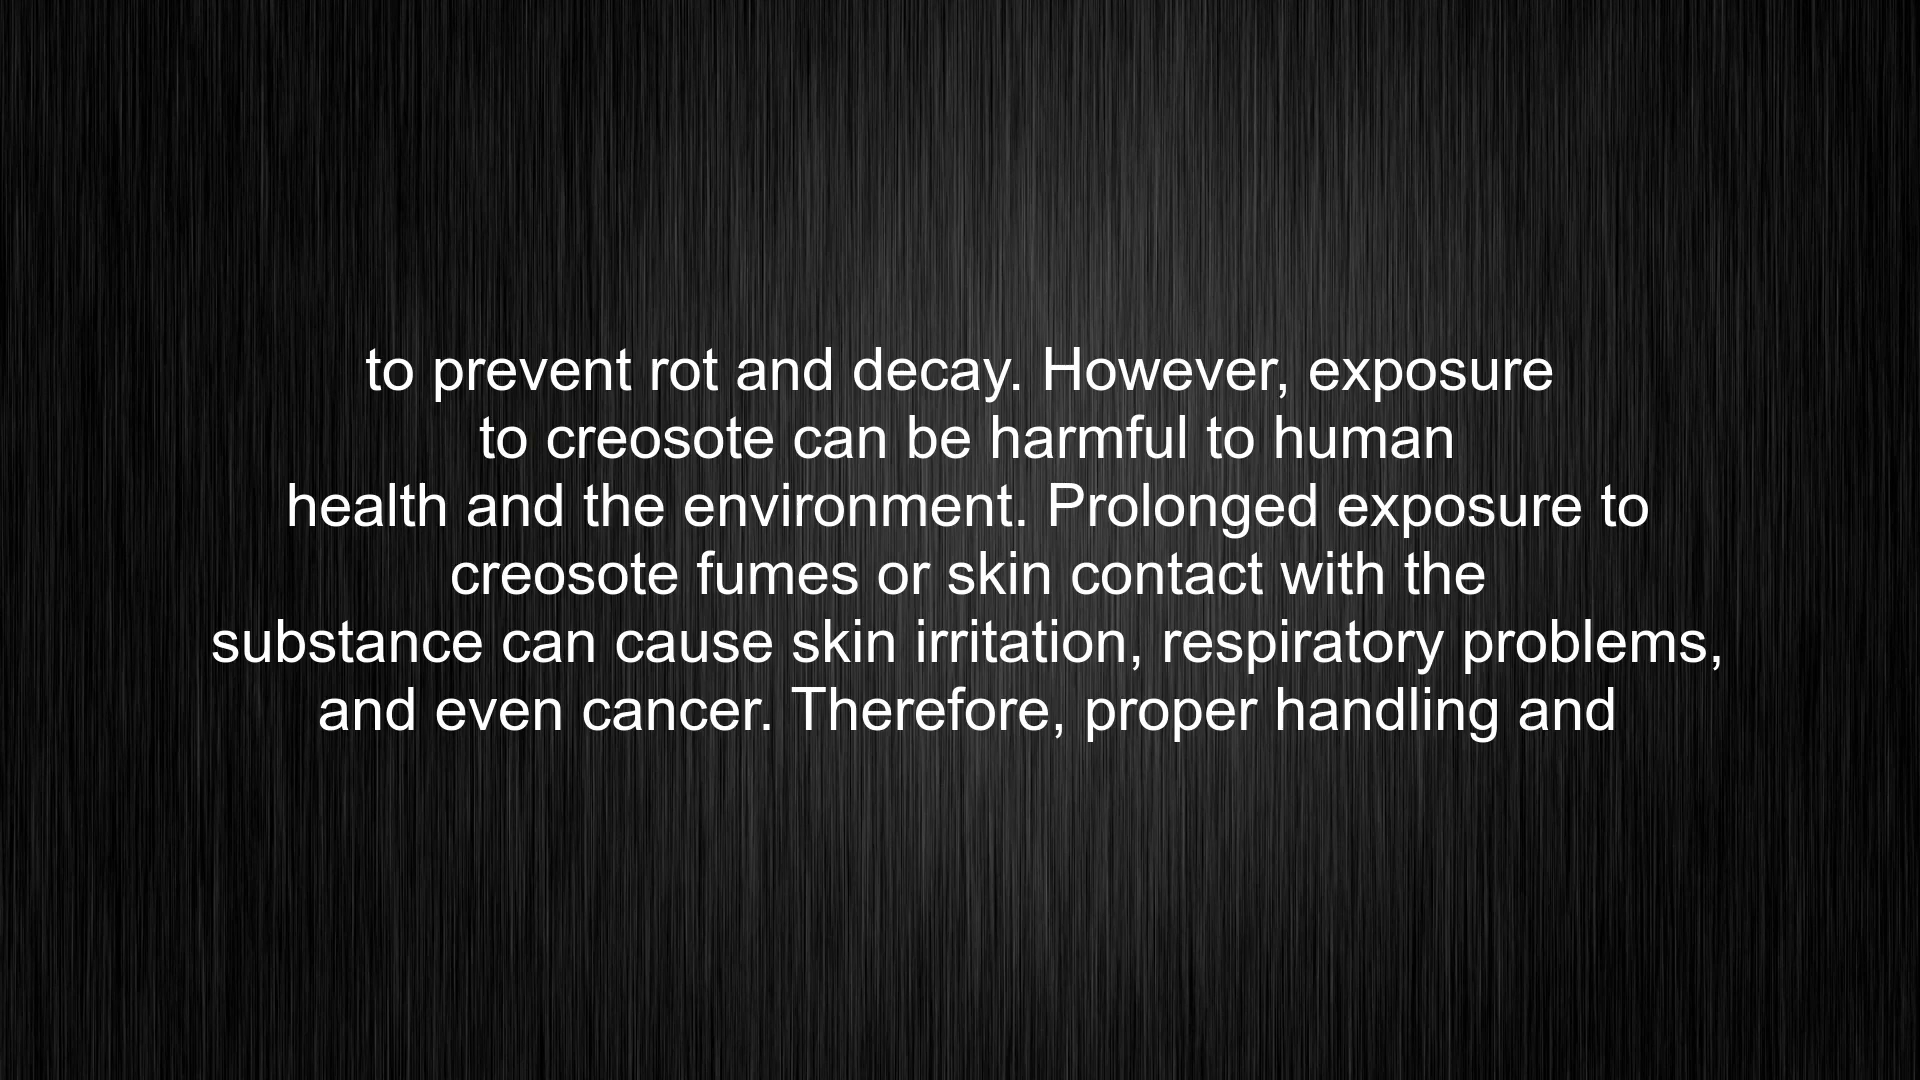 to prevent rot and decay. However, exposure
to creosote can be harmful to human
health and the environment. Prolonged exposure to
creosote fumes or skin contact with the
substance can cause skin irritation, respiratory problems,
and even cancer. Therefore, proper handling and